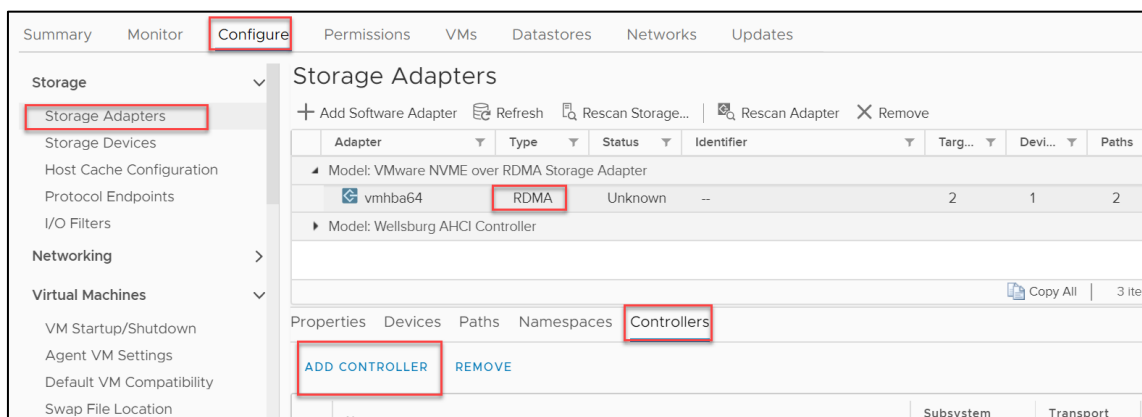 Summary Monitor Configure Permissions VMs Datastores Networks Updates
Storage
Storage Adapters
Storage Devices
Host Cache Configuration
Protocol Endpoints
I/O Filters
Networking
Virtual Machines
VM Startup/Shutdown
Agent VM Settings
Default VM Compatibility
Swap File Location
Storage Adapters
Add Software Adapter Refresh Rescan Storage... Rescan Adapter Remove
Adapter Type Status Identifier Targ... Devi... Paths
Model: VMware NVME over RDMA Storage Adapter
vmhba64 RDMA Unknown -- 2 1 2
Model: Wellsburg AHCI Controller
Copy All 3 ite
Properties Devices Paths Namespaces Controllers
ADD CONTROLLER REMOVE
Subsystem Transport